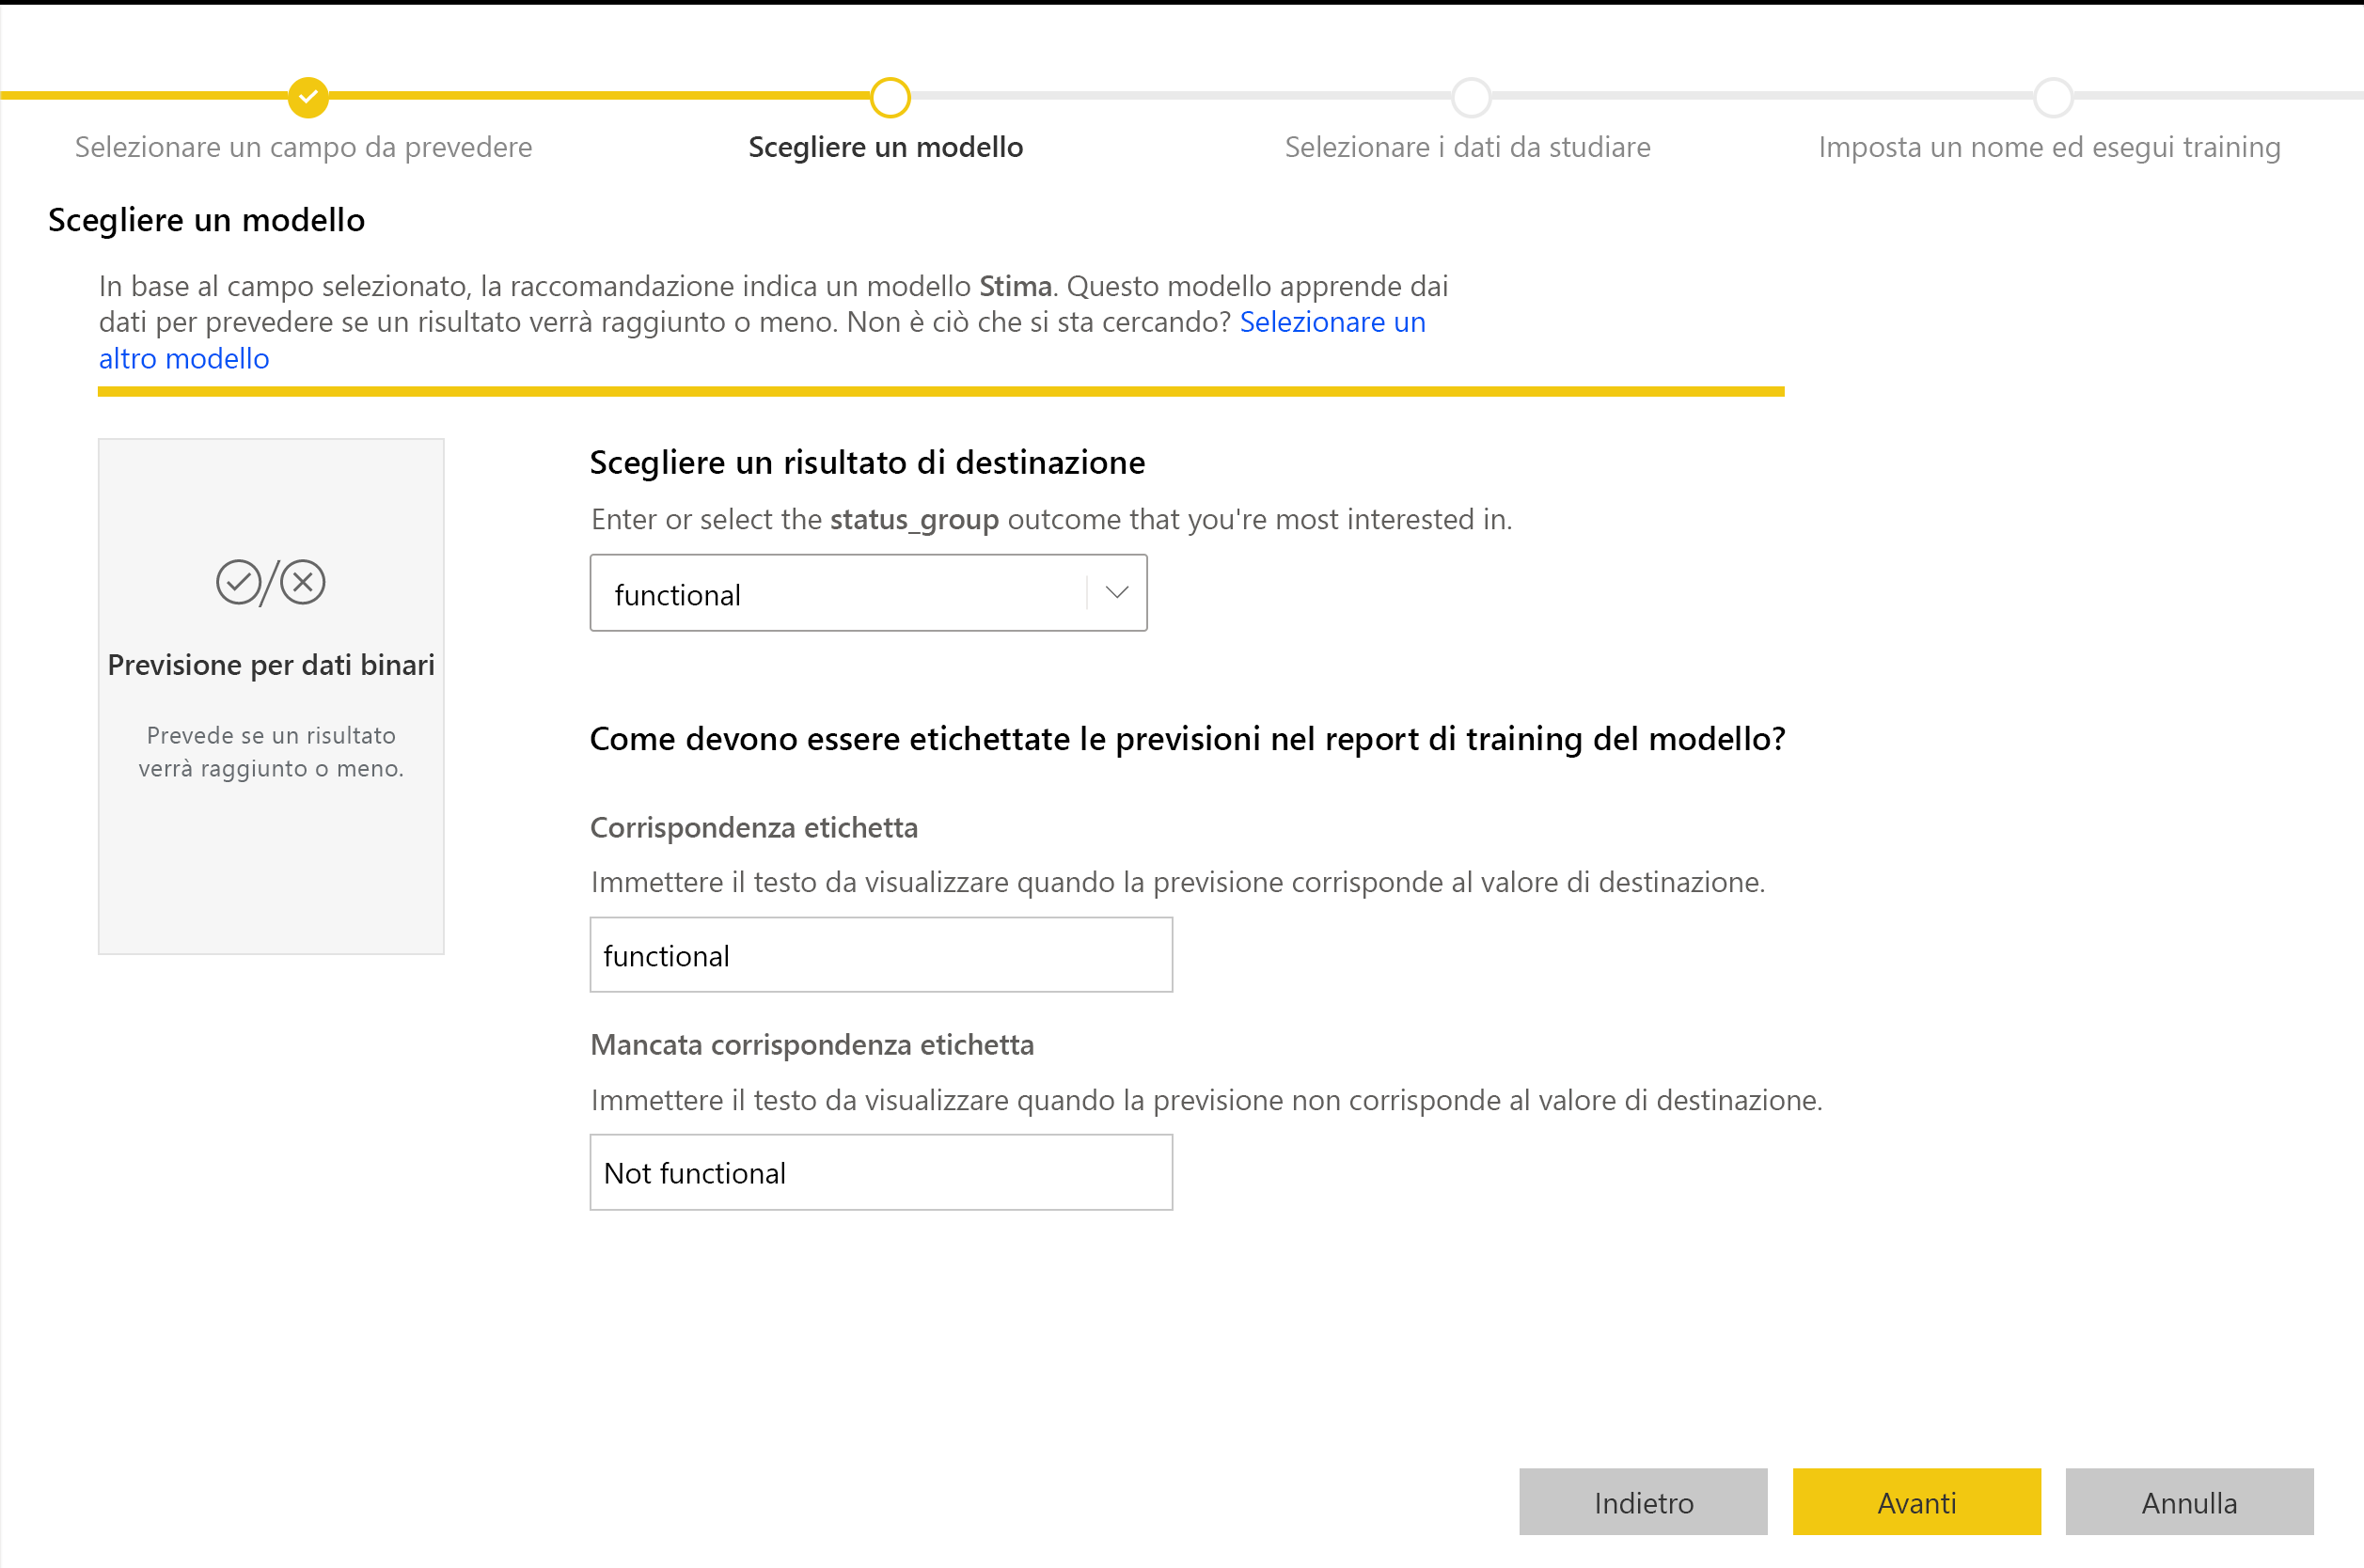 Selezionare un campo da prevedere
Scegliere un modello
Selezionare i dati da studiare
Imposta un nome ed esegui training
Scegliere un modello
In base al campo selezionato, la raccomandazione indica un modello Stima. Questo modello apprende dai
dati per prevedere se un risultato verrà raggiunto o meno. Non è ciò che si sta cercando? Selezionare un
altro modello
Previsione per dati binari
Prevede se un risultato
verrà raggiunto o meno.
Scegliere un risultato di destinazione
Enter or select the status_group outcome that you're most interested in.
functional
Come devono essere etichettate le previsioni nel report di training del modello?
Corrispondenza etichetta
Immettere il testo da visualizzare quando la previsione corrisponde al valore di destinazione.
functional
Mancata corrispondenza etichetta
Immettere il testo da visualizzare quando la previsione non corrisponde al valore di destinazione.
Not functional
Indietro
Avanti
Annulla